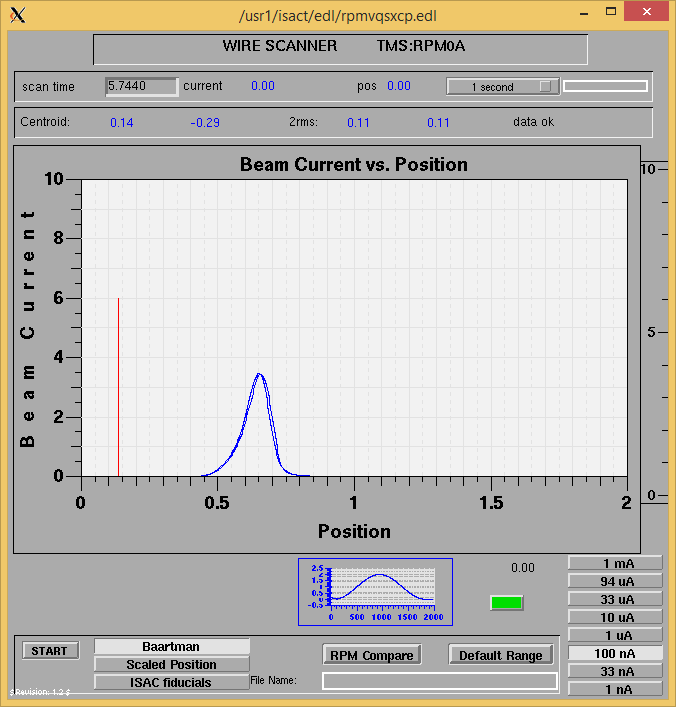 /usr1/isact/edl/rpmvqsxcp.edl
WIRE SCANNER TMS:RPM0A
scan time 5.7440 current 0.00 pos 0.00 1 second
Centroid: 0.14 -0.29 2rms: 0.11 0.11 data ok
Beam Current vs. Position
10
8
6
4
2
0
Beam Current
0 0.5 1 1.5 2
Position
10
5
0
2.5
2.0
1.5
1.0
0.5
0.0
-0.5
0 500 1000 1500 2000
0.00
1 mA
94 uA
33 uA
10 uA
1 uA
100 nA
33 nA
1 nA
START
Baartman
Scaled Position
ISAC fiducials
RPM Compare
Default Range
File Name:
$Revision: 1.2 $